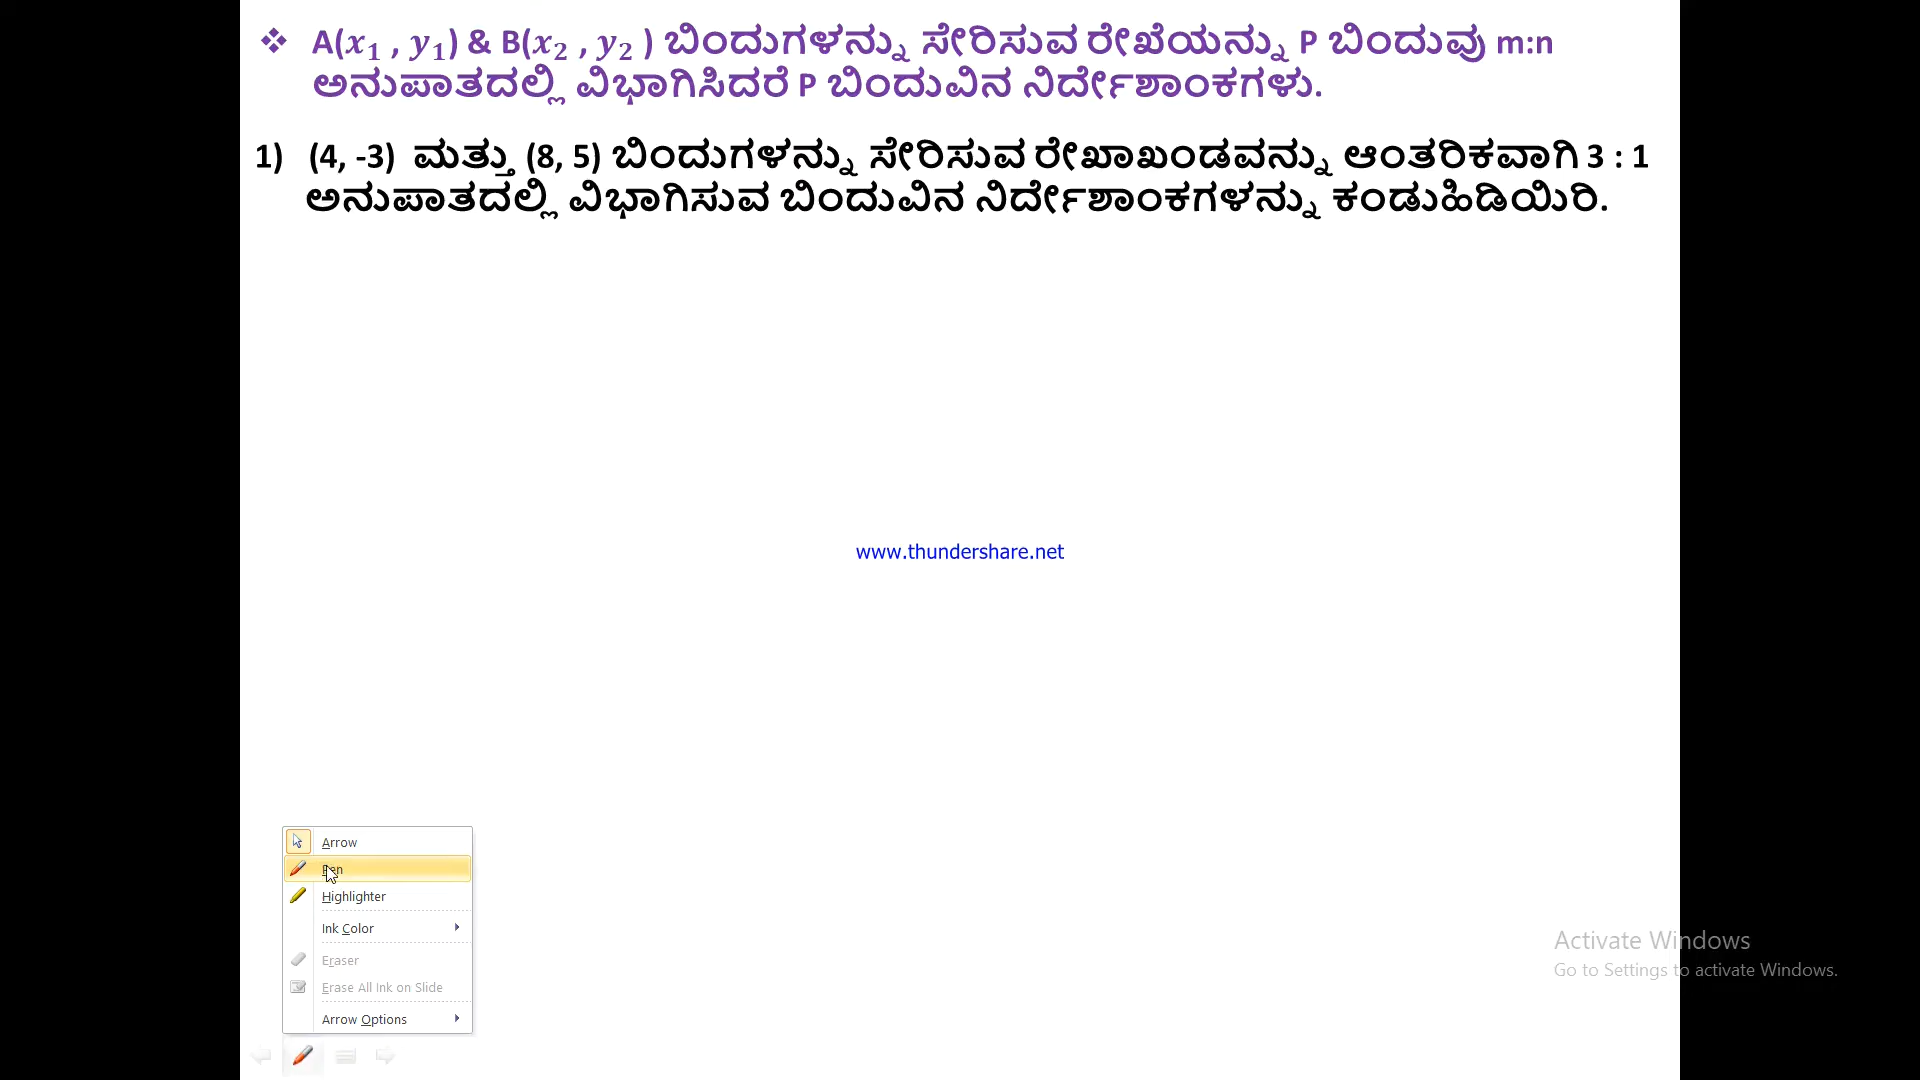 ❖ A(x₁ , y₁) & B(x₂ , y₂ ) ಬಿಂದುಗಳನ್ನು ಸೇರಿಸುವ ರೇಖೆಯನ್ನು P ಬಿಂದುವು m:n
ಅನುಪಾತದಲ್ಲಿ ವಿಭಾಗಿಸಿದರೆ P ಬಿಂದುವಿನ ನಿರ್ದೇಶಾಂಕಗಳು.
1) (4, -3) ಮತ್ತು (8, 5) ಬಿಂದುಗಳನ್ನು ಸೇರಿಸುವ ರೇಖಾಖಂಡವನ್ನು ಆಂತರಿಕವಾಗಿ 3 : 1
ಅನುಪಾತದಲ್ಲಿ ವಿಭಾಗಿಸುವ ಬಿಂದುವಿನ ನಿರ್ದೇಶಾಂಕಗಳನ್ನು ಕಂಡುಹಿಡಿಯಿರಿ.
www.thundershare.net
Arrow
Pen
Highlighter
Ink Color
Eraser
Erase All Ink on Slide
Arrow Options
Activate Windows
Go to Settings to activate Windows.